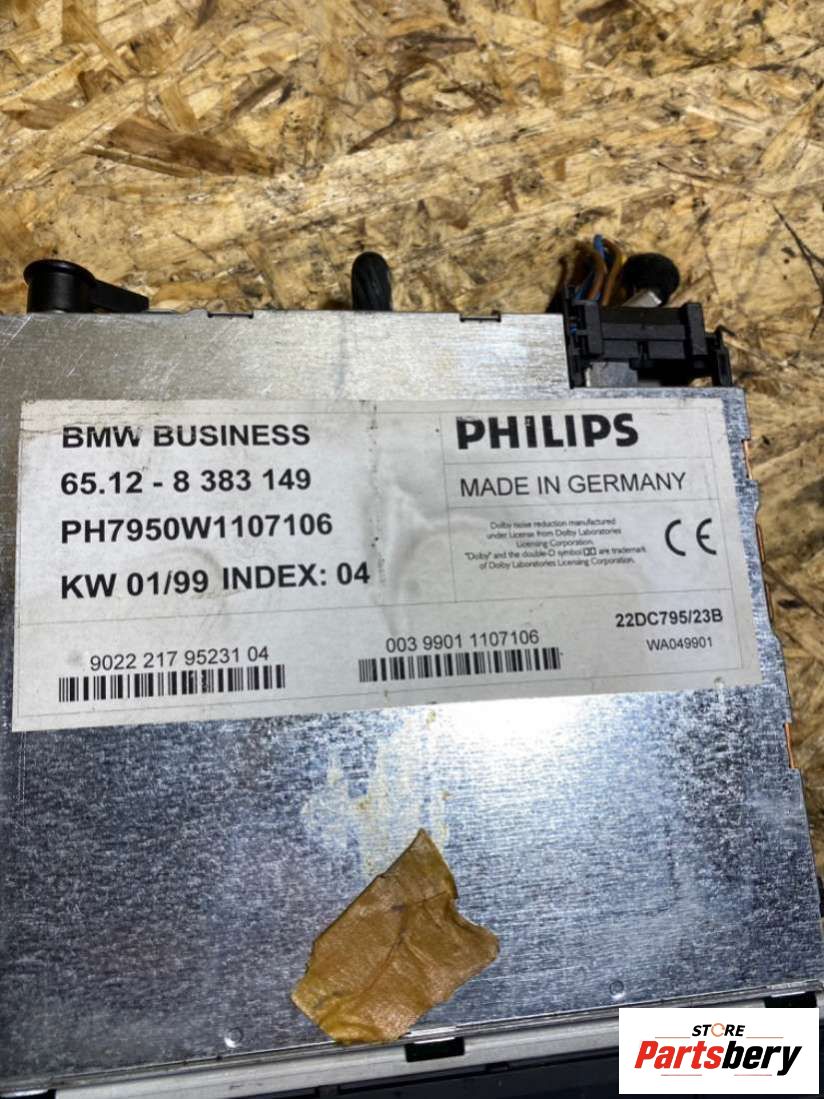 BMW BUSINESS
65.12 - 8 383 149
PH7950W1107106
KW 01/99 INDEX: 04
PHILIPS
MADE IN GERMANY
Dolby noise reduction manufactured
under License from Dolby Laboratories
Licensing Corporation.
"Dolby" and the double-D symbol are trademark
of Dolby Laboratories Licensing Corporation.
CE
9022 217 95231 04
003 9901 1107106
22DC795/23B
WA049901
STORE
Partsbery